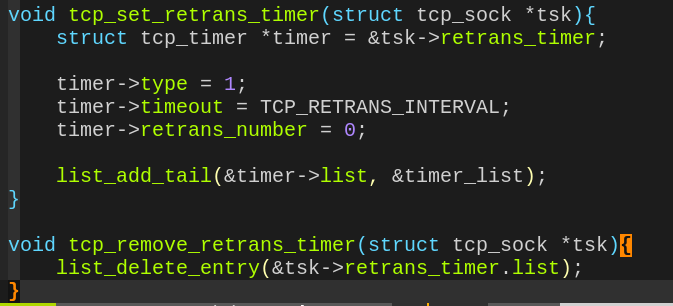 void tcp_set_retrans_timer(struct tcp_sock *tsk){
    struct tcp_timer *timer = &tsk->retrans_timer;

    timer->type = 1;
    timer->timeout = TCP_RETRANS_INTERVAL;
    timer->retrans_number = 0;

    list_add_tail(&timer->list, &timer_list);
}

void tcp_remove_retrans_timer(struct tcp_sock *tsk){
    list_delete_entry(&tsk->retrans_timer.list);
}